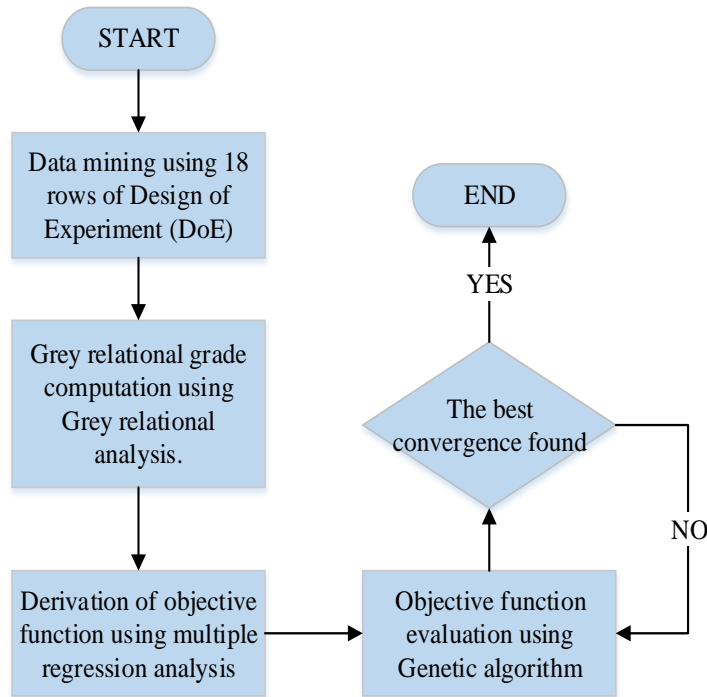 START
Data mining using 18
rows of Design of
Experiment (DoE)
Grey relational grade
computation using
Grey relational
analysis.
Derivation of objective
function using multiple
regression analysis
Objective function
evaluation using
Genetic algorithm
The best
convergence found
NO
YES
END